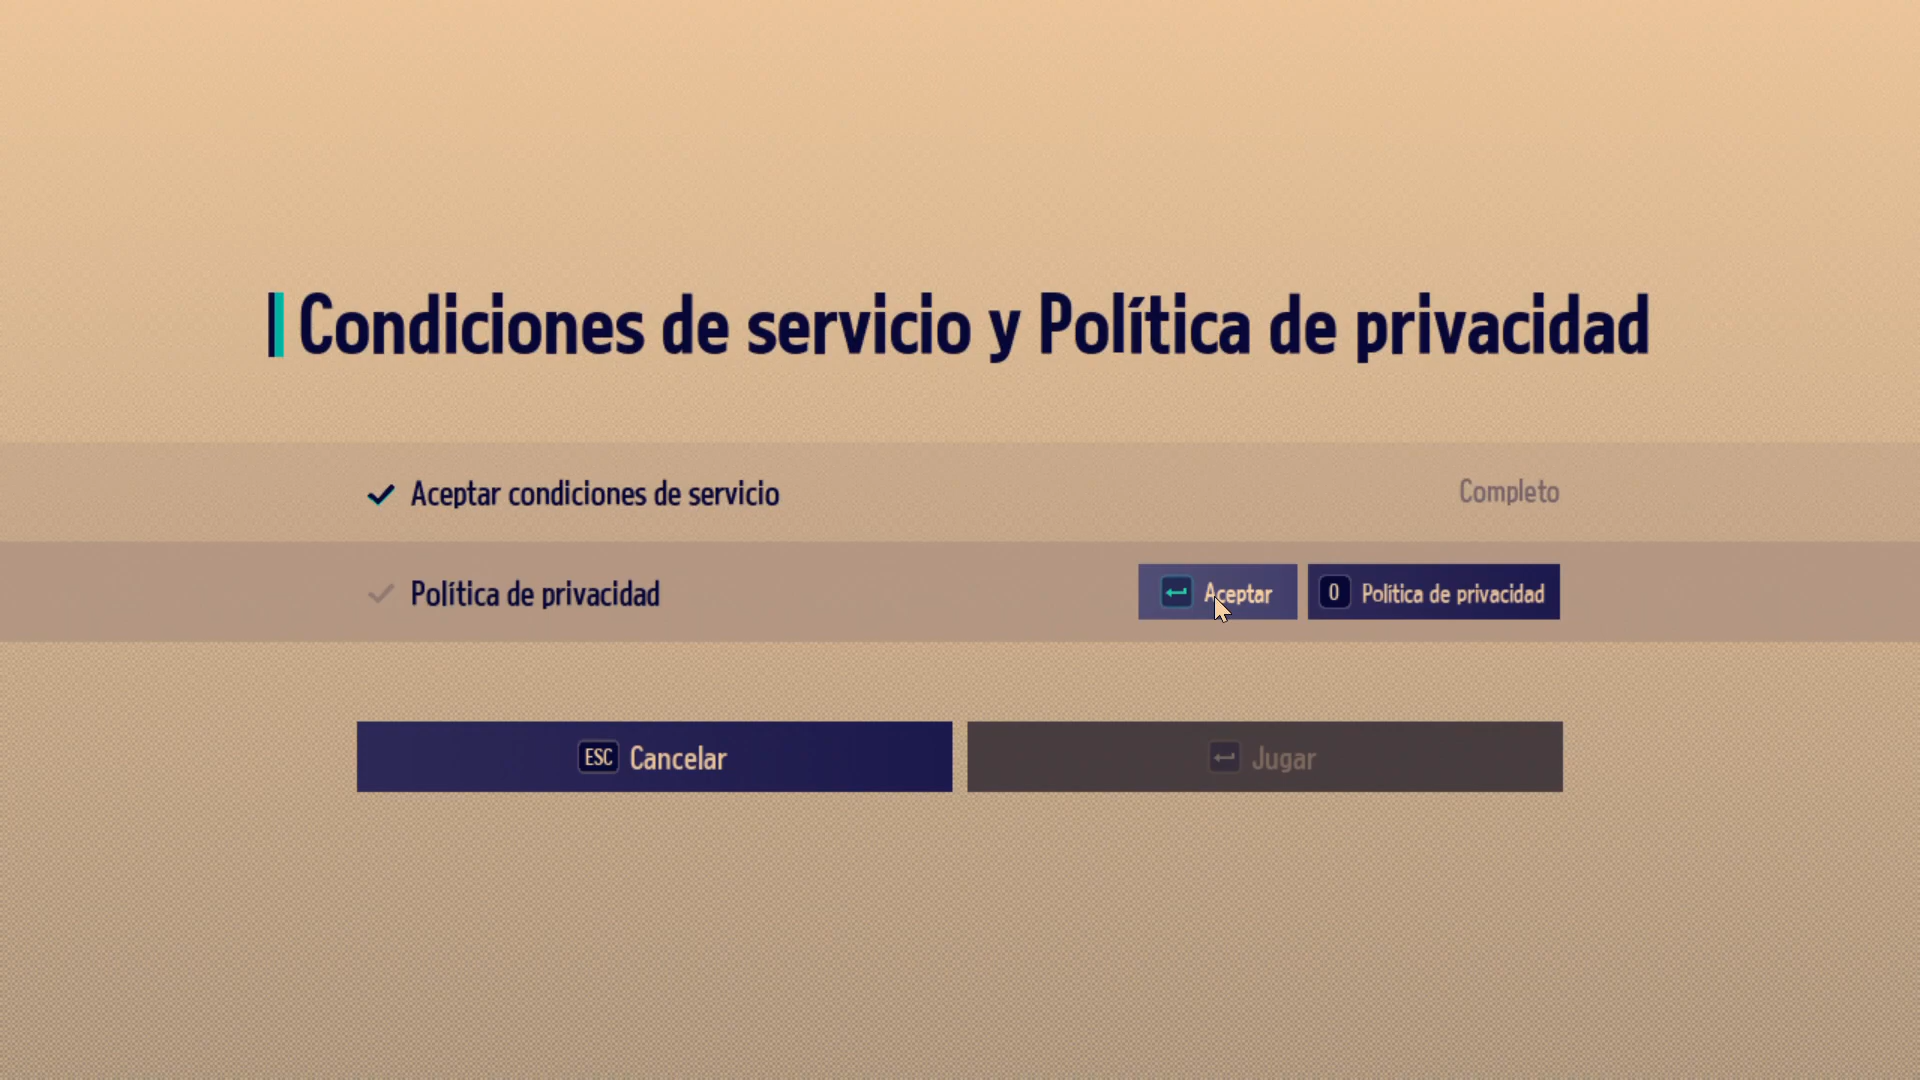 Condiciones de servicio y Política de privacidad
Aceptar condiciones de servicio
Completo
Política de privacidad
Aceptar
O Política de privacidad
ESC Cancelar
Jugar